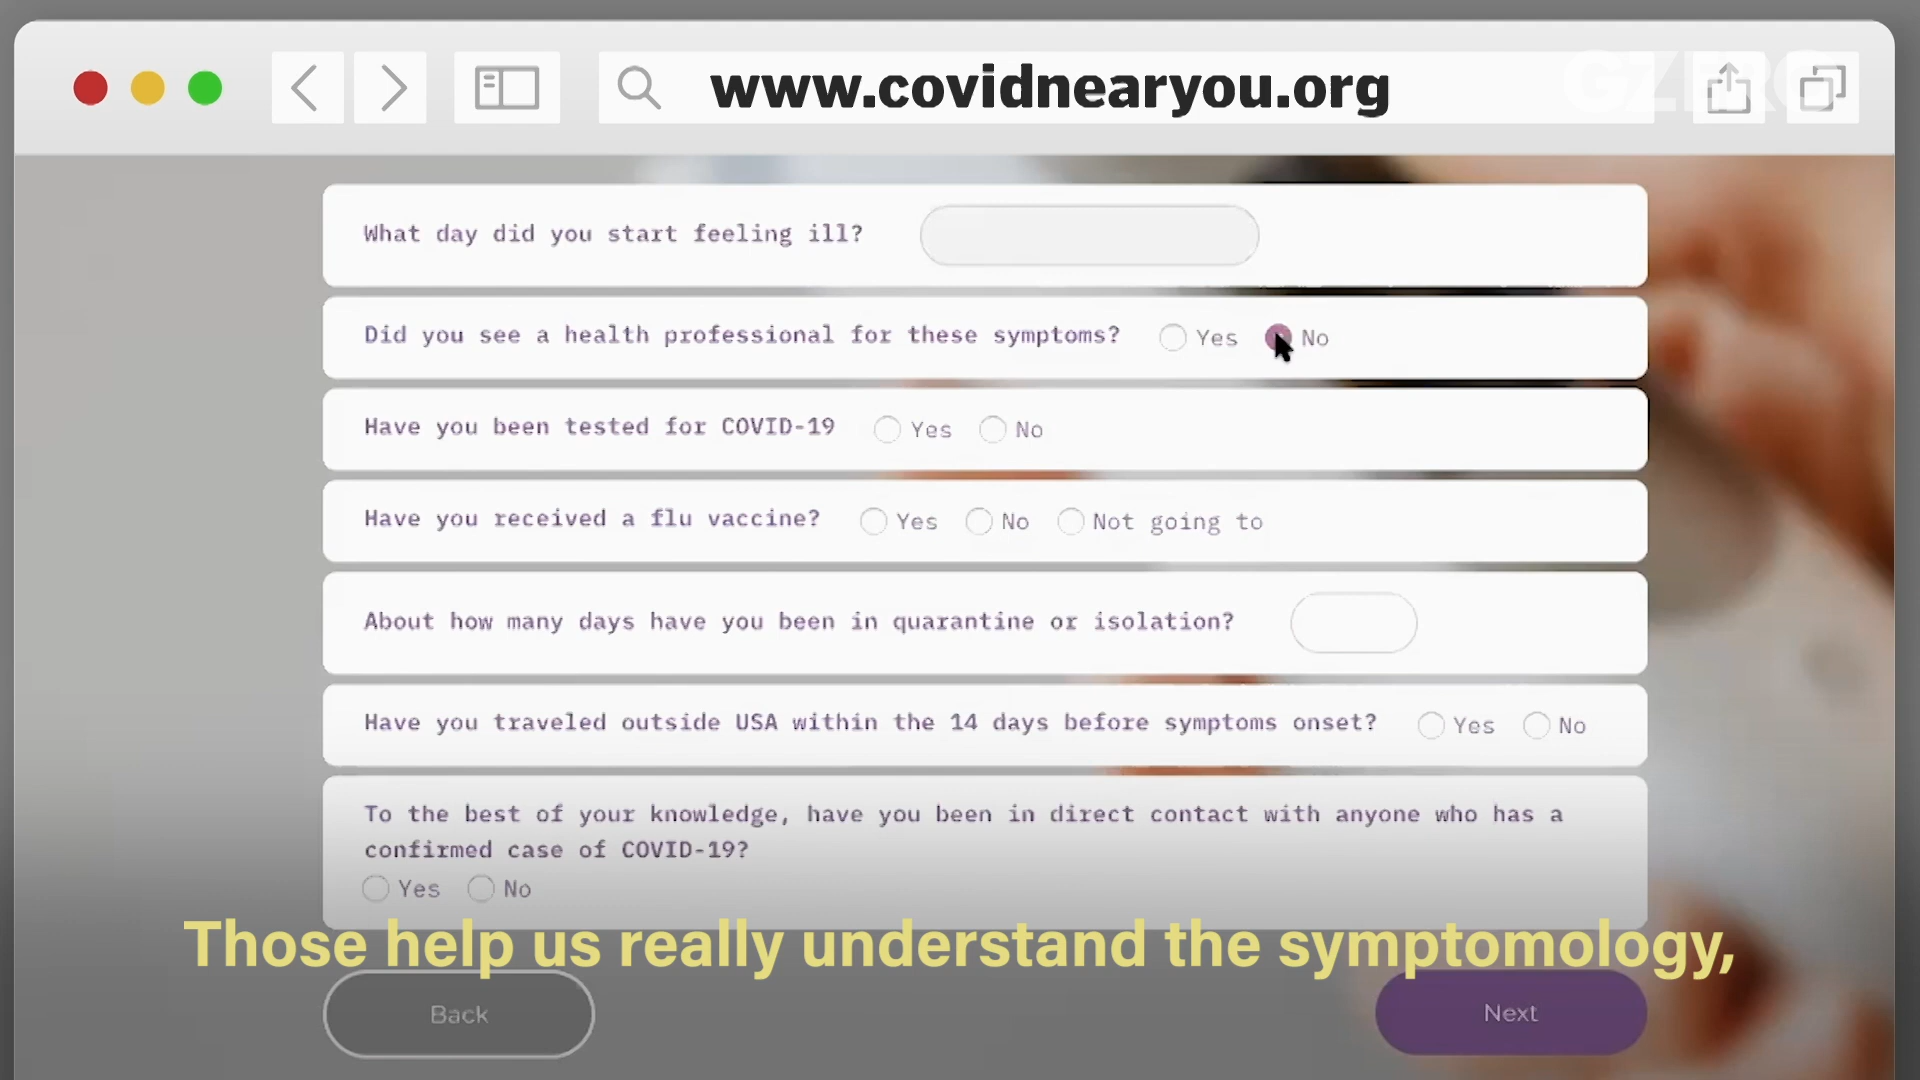 www.covidnearyou.org
GZERO
What day did you start feeling ill?
Did you see a health professional for these symptoms? Yes No
Have you been tested for COVID-19 Yes No
Have you received a flu vaccine? Yes No Not going to
About how many days have you been in quarantine or isolation?
Have you traveled outside USA within the 14 days before symptoms onset? Yes No
To the best of your knowledge, have you been in direct contact with anyone who has a
confirmed case of COVID-19?
Yes No
Those help us really understand the symptomology,
Back Next